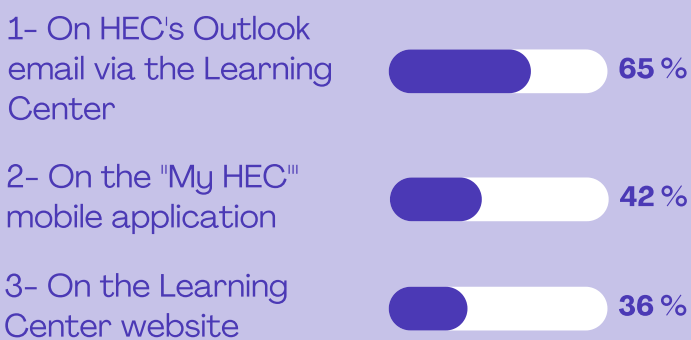 1- On HEC's Outlook
email via the Learning
Center
65 %
2- On the "My HEC'"
mobile application
42 %
3- On the Learning
Center website
36 %